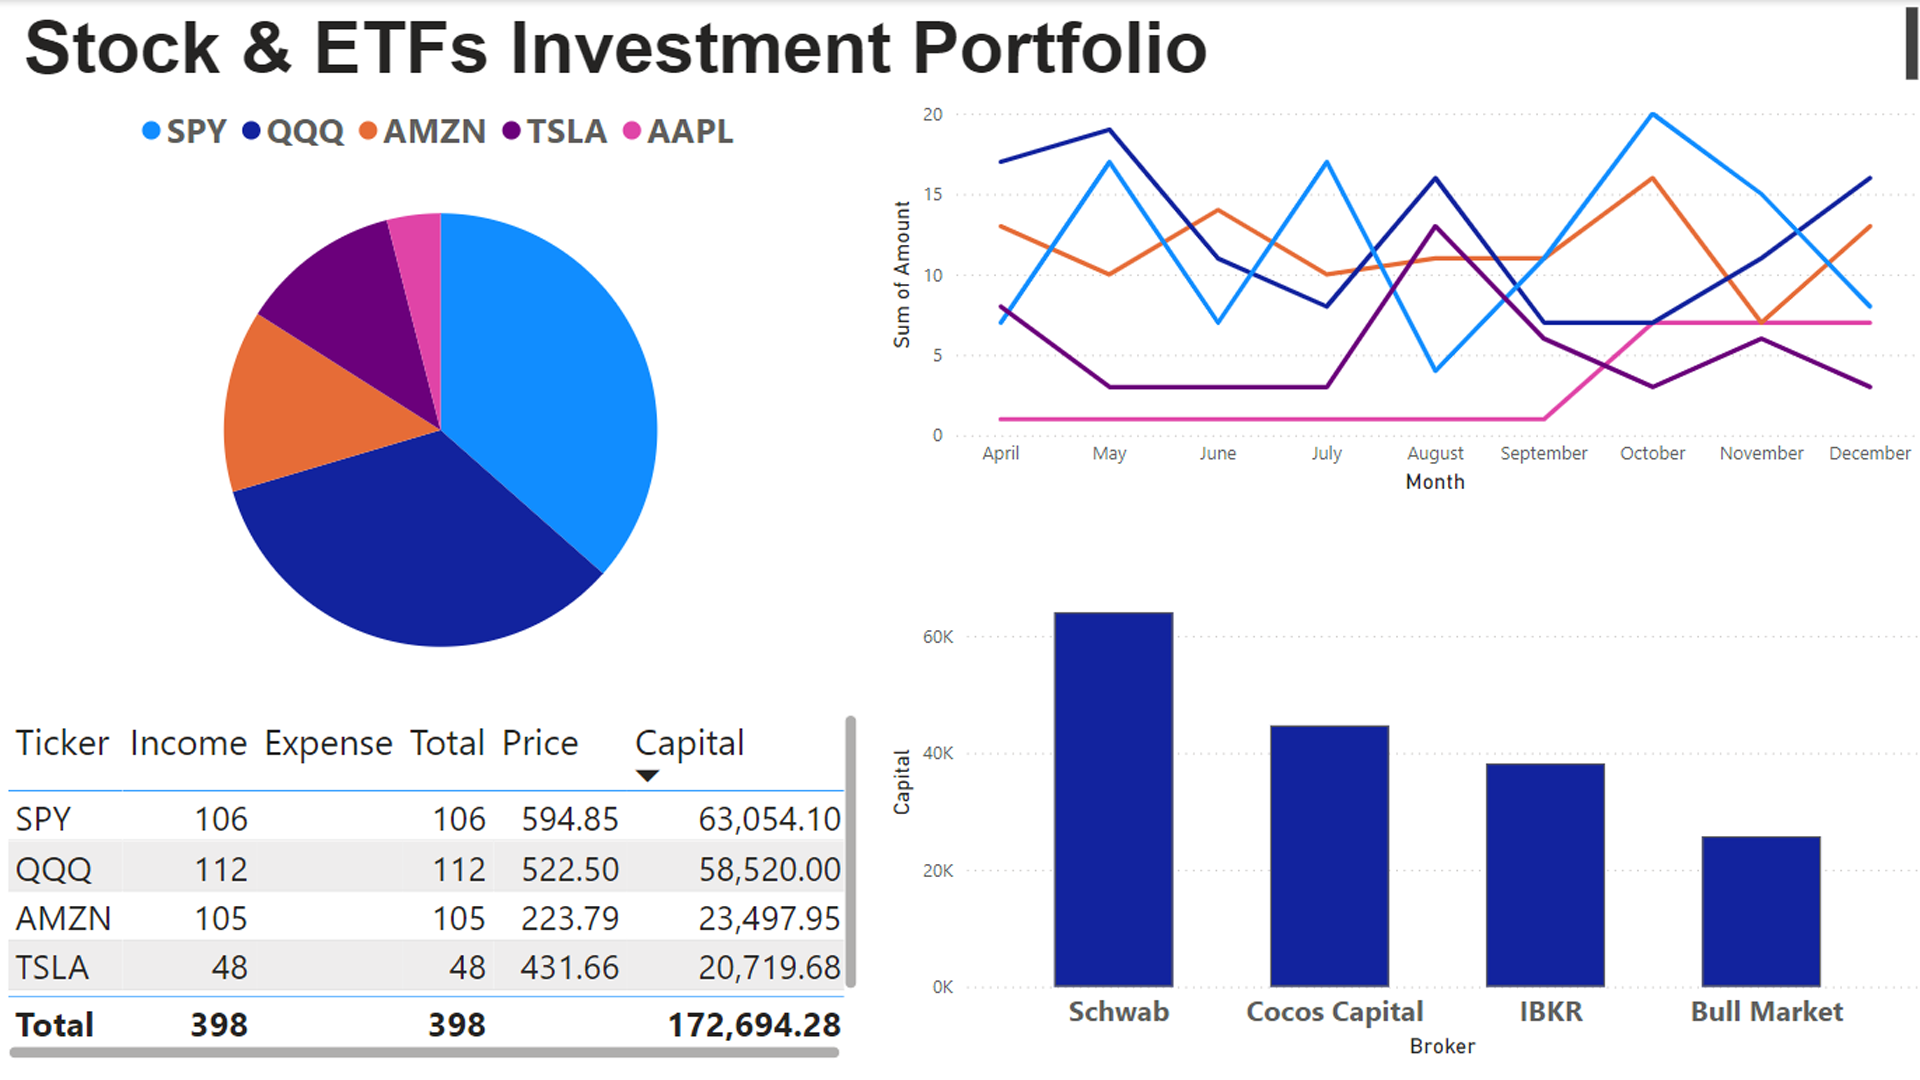 Stock & ETFs Investment Portfolio
SPY QQQ AMZN TSLA AAPL
20
15
10
5
0
Sum of Amount
April May June July August September October November December
Month
Ticker Income Expense Total Price Capital
SPY 106 106 594.85 63,054.10
QQQ 112 112 522.50 58,520.00
AMZN 105 105 223.79 23,497.95
TSLA 48 48 431.66 20,719.68
Total 398 398 172,694.28
60K
40K
20K
0K
Capital
Schwab Cocos Capital IBKR Bull Market
Broker